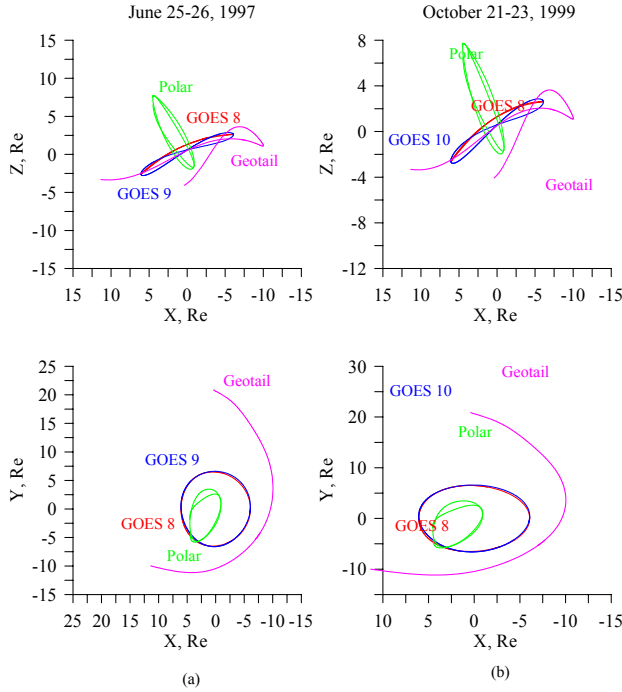 June 25-26, 1997
October 21-23, 1999
15
10
5
0
-5
-10
-15
Z, Re
Polar
GOES 8
Geotail
GOES 9
15 10 5 0 -5 -10 -15
X, Re
8
4
0
-4
-8
-12
Z, Re
Polar
GOES 8
GOES 10
Geotail
15 10 5 0 -5 -10 -15
X, Re
25
20
15
10
5
0
-5
-10
-15
Y, Re
Geotail
GOES 9
GOES 8
Polar
25 20 15 10 5 0 -5 -10 -15
X, Re
(a)
30
20
10
0
-10
Y, Re
Geotail
GOES 10
Polar
GOES 8
10 5 0 -5 -10 -15
X, Re
(b)